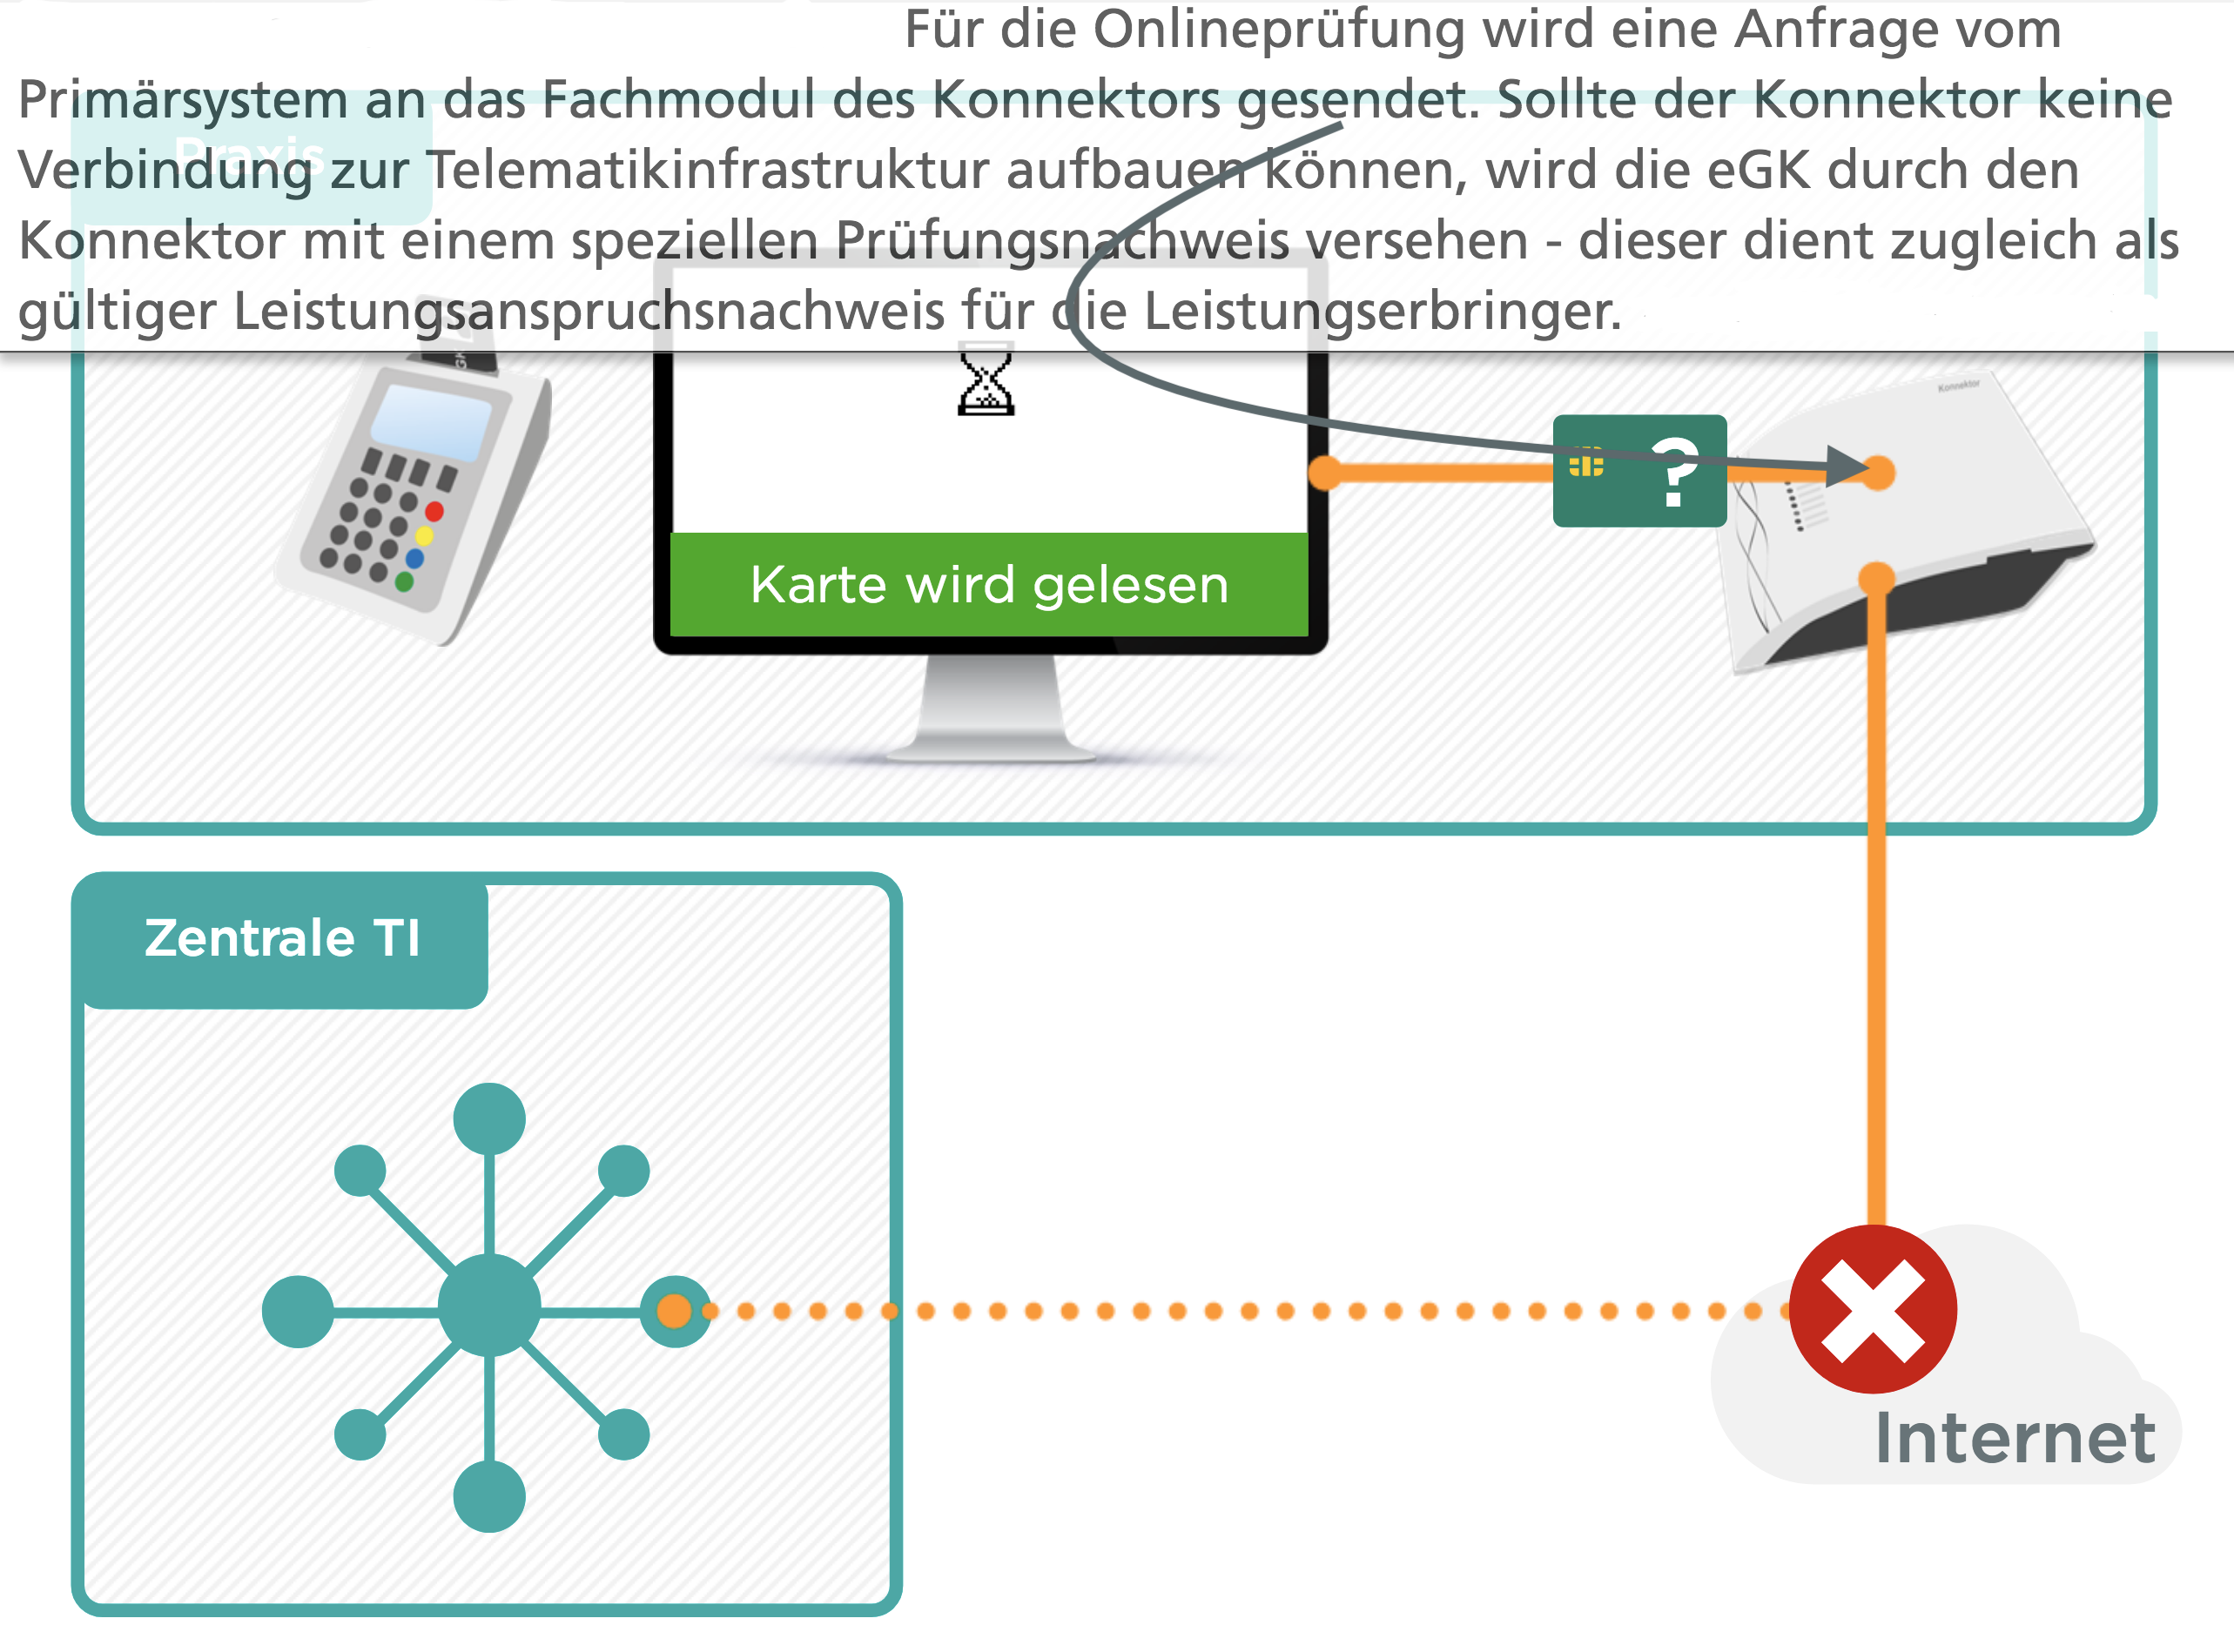 Für die Onlineprüfung wird eine Anfrage vom
Primärsystem an das Fachmodul des Konnektors gesendet. Sollte der Konnektor keine
Verbindung zur Telematikinfrastruktur aufbauen können, wird die eGK durch den
Konnektor mit einem speziellen Prüfungsnachweis versehen - dieser dient zugleich als
gültiger Leistungsanspruchsnachweis für die Leistungserbringer.
Praxis
GK
Konnektor
?
Karte wird gelesen
Zentrale TI
Internet